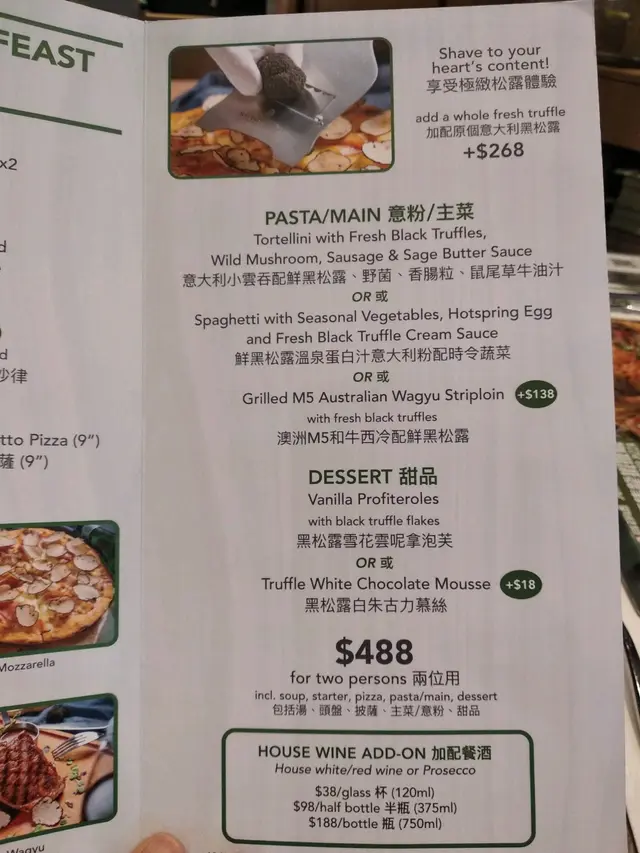 FEAST
x2
d
d
沙律
tto Pizza (9”)
薩 (9”)
Mozzarella
Wagyu
Shave to your
heart's content!
享受極緻松露體驗
add a whole fresh truffle
加配原個意大利黑松露
+$268
PASTA/MAIN 意粉/主菜
Tortellini with Fresh Black Truffles,
Wild Mushroom, Sausage & Sage Butter Sauce
意大利小雲吞配鮮黑松露、野菌、香腸粒、鼠尾草牛油汁
OR 或
Spaghetti with Seasonal Vegetables, Hotspring Egg
and Fresh Black Truffle Cream Sauce
鮮黑松露溫泉蛋白汁意大利粉配時令蔬菜
OR 或
Grilled M5 Australian Wagyu Striploin +$138
with fresh black truffles
澳洲M5和牛西冷配鮮黑松露
DESSERT 甜品
Vanilla Profiteroles
with black truffle flakes
黑松露雪花雲呢拿泡芙
OR 或
Truffle White Chocolate Mousse +$18
黑松露白朱古力慕絲
$488
for two persons 兩位用
incl. soup, starter, pizza, pasta/main, dessert
包括湯、頭盤、披薩、主菜/意粉、甜品
HOUSE WINE ADD-ON 加配餐酒
House white/red wine or Prosecco
$38/glass 杯 (120ml)
$98/half bottle 半瓶 (375ml)
$188/bottle 瓶 (750ml)